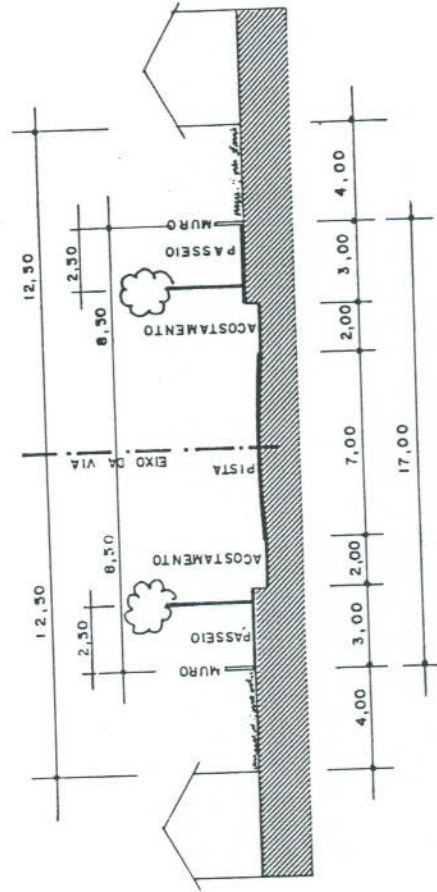 12,50
12,50
2,50
8,50
8,50
2,50
MURO
PASSEIO
ACOSTAMENTO
EIXO DA VIA
PISTA
ACOSTAMENTO
PASSEIO
MURO
4,00
3,00
2,00
7,00
2,00
3,00
4,00
17,00